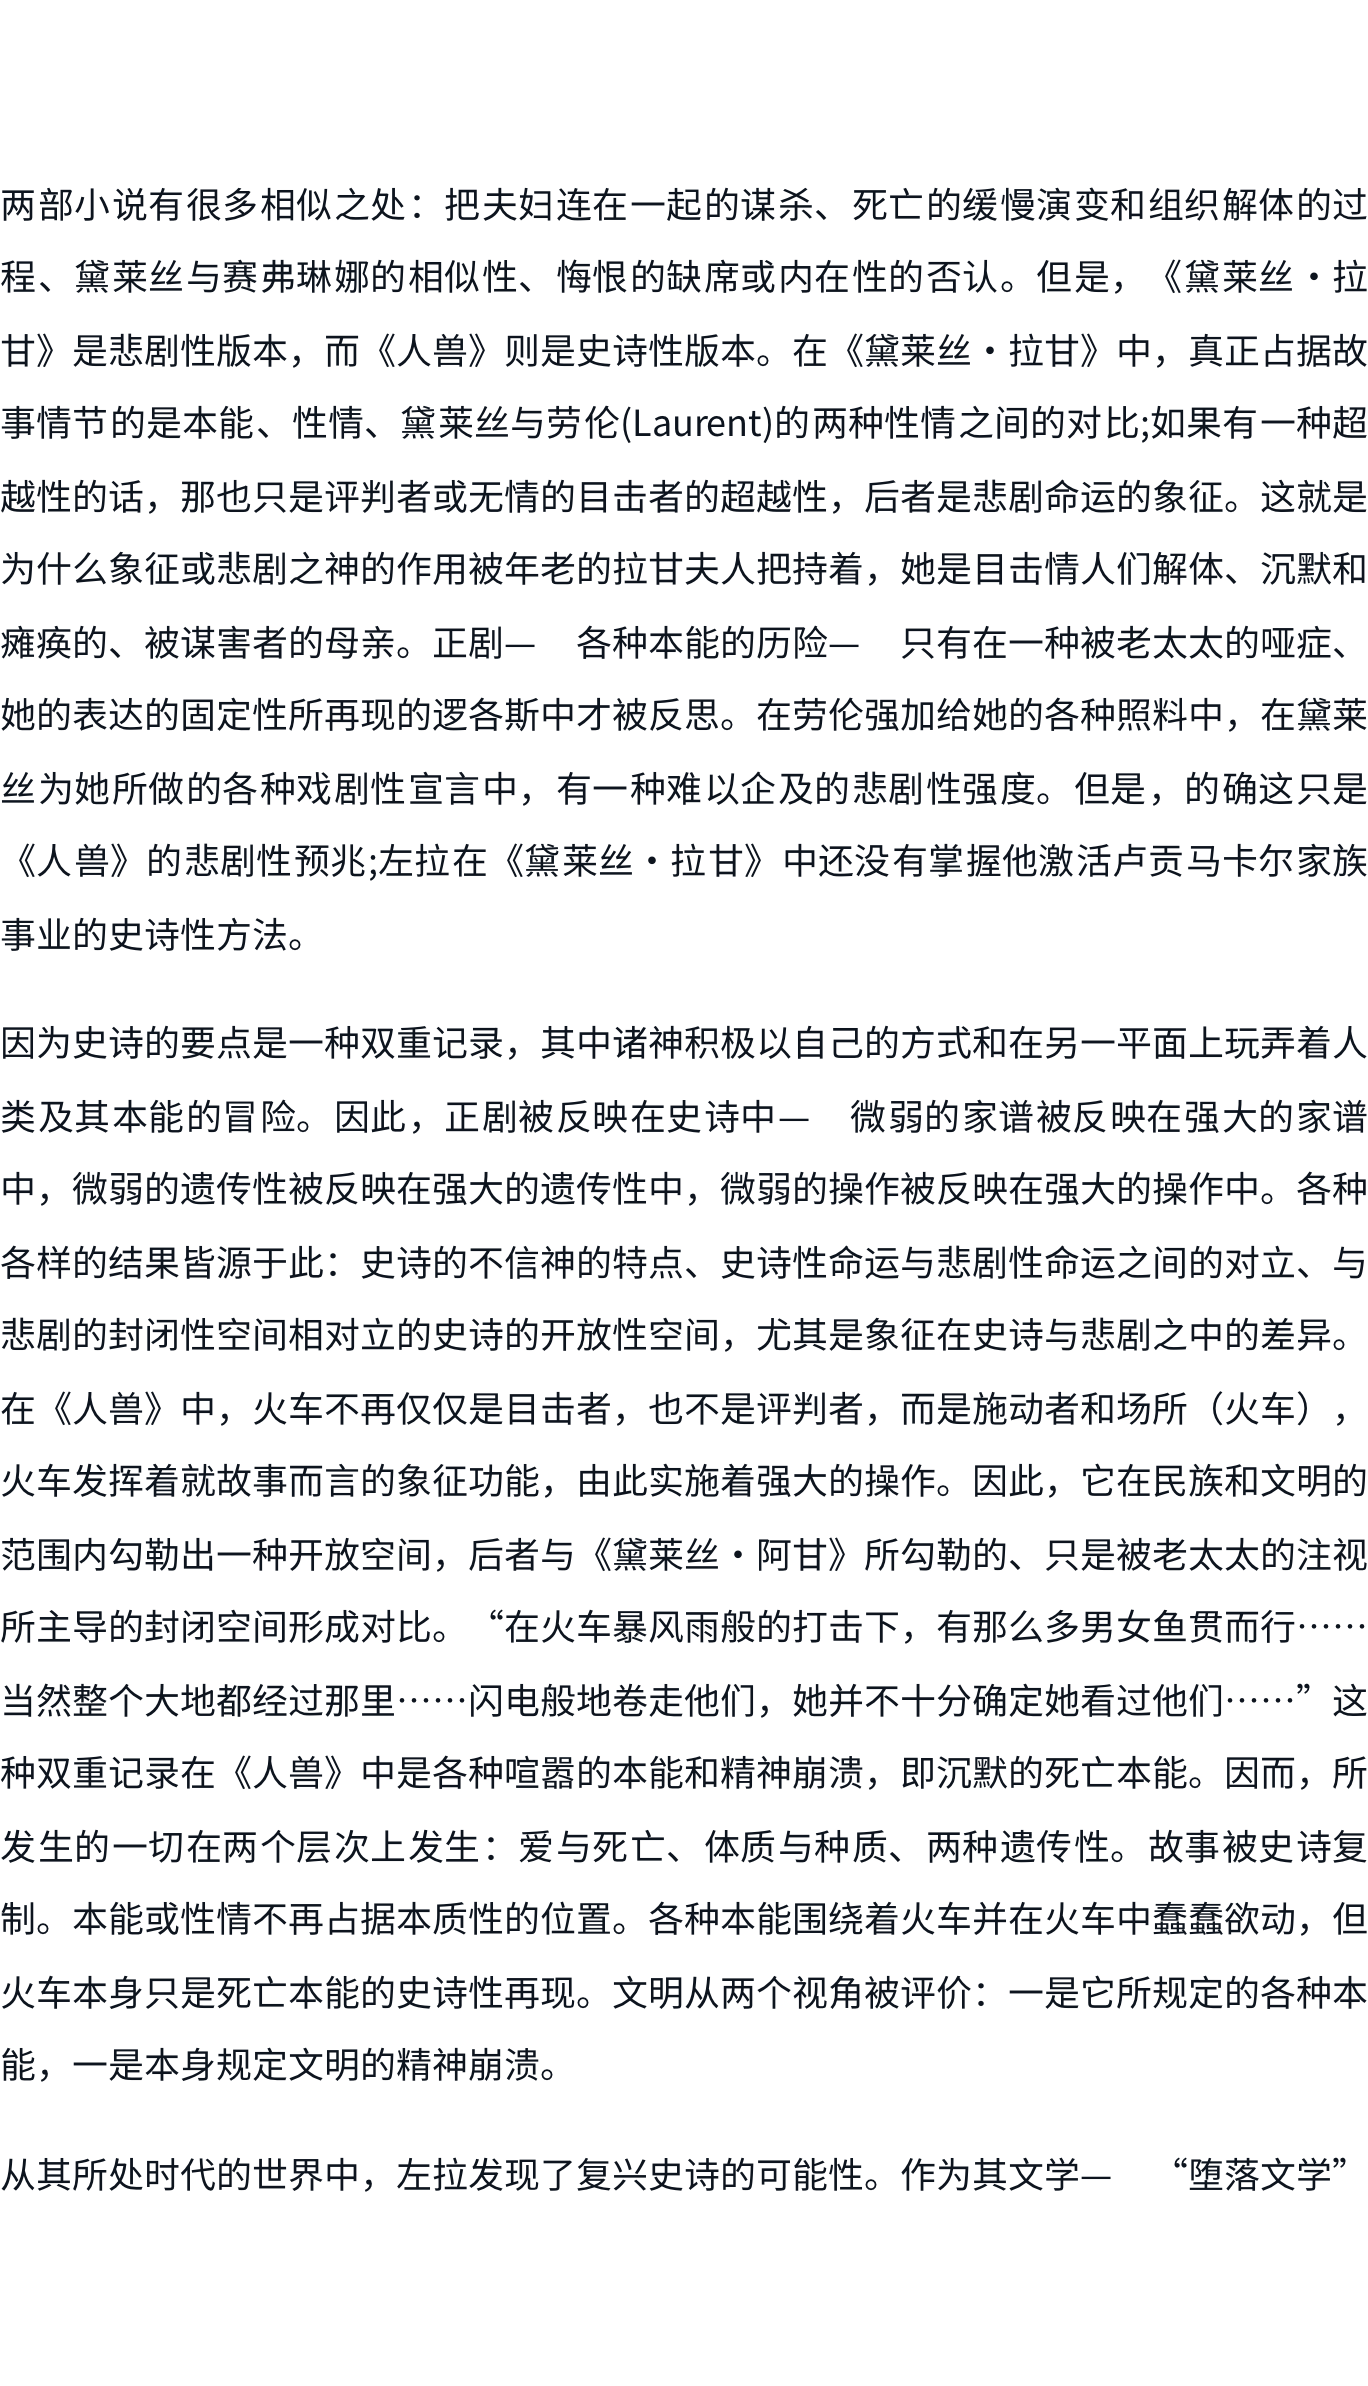 两部小说有很多相似之处：把夫妇连在一起的谋杀、死亡的缓慢演变和组织解体的过
程、黛莱丝与赛弗琳娜的相似性、悔恨的缺席或内在性的否认。但是，《黛莱丝·拉
甘》是悲剧性版本，而《人兽》则是史诗性版本。在《黛莱丝·拉甘》中，真正占据故
事情节的是本能、性情、黛莱丝与劳伦(Laurent)的两种性情之间的对比;如果有一种超
越性的话，那也只是评判者或无情的目击者的超越性，后者是悲剧命运的象征。这就是
为什么象征或悲剧之神的作用被年老的拉甘夫人把持着，她是目击情人们解体、沉默和
瘫痪的、被谋害者的母亲。正剧— 各种本能的历险— 只有在一种被老太太的哑症、
她的表达的固定性所再现的逻各斯中才被反思。在劳伦强加给她的各种照料中，在黛莱
丝为她所做的各种戏剧性宣言中，有一种难以企及的悲剧性强度。但是，的确这只是
《人兽》的悲剧性预兆;左拉在《黛莱丝·拉甘》中还没有掌握他激活卢贡马卡尔家族
事业的史诗性方法。
因为史诗的要点是一种双重记录，其中诸神积极以自己的方式和在另一平面上玩弄着人
类及其本能的冒险。因此，正剧被反映在史诗中— 微弱的家谱被反映在强大的家谱
中，微弱的遗传性被反映在强大的遗传性中，微弱的操作被反映在强大的操作中。各种
各样的结果皆源于此：史诗的不信神的特点、史诗性命运与悲剧性命运之间的对立、与
悲剧的封闭性空间相对立的史诗的开放性空间，尤其是象征在史诗与悲剧之中的差异。
在《人兽》中，火车不再仅仅是目击者，也不是评判者，而是施动者和场所（火车），
火车发挥着就故事而言的象征功能，由此实施着强大的操作。因此，它在民族和文明的
范围内勾勒出一种开放空间，后者与《黛莱丝·阿甘》所勾勒的、只是被老太太的注视
所主导的封闭空间形成对比。“在火车暴风雨般的打击下，有那么多男女鱼贯而行……
当然整个大地都经过那里……闪电般地卷走他们，她并不十分确定她看过他们……”这
种双重记录在《人兽》中是各种喧嚣的本能和精神崩溃，即沉默的死亡本能。因而，所
发生的一切在两个层次上发生：爱与死亡、体质与种质、两种遗传性。故事被史诗复
制。本能或性情不再占据本质性的位置。各种本能围绕着火车并在火车中蠢蠢欲动，但
火车本身只是死亡本能的史诗性再现。文明从两个视角被评价：一是它所规定的各种本
能，一是本身规定文明的精神崩溃。
从其所处时代的世界中，左拉发现了复兴史诗的可能性。作为其文学— “堕落文学”